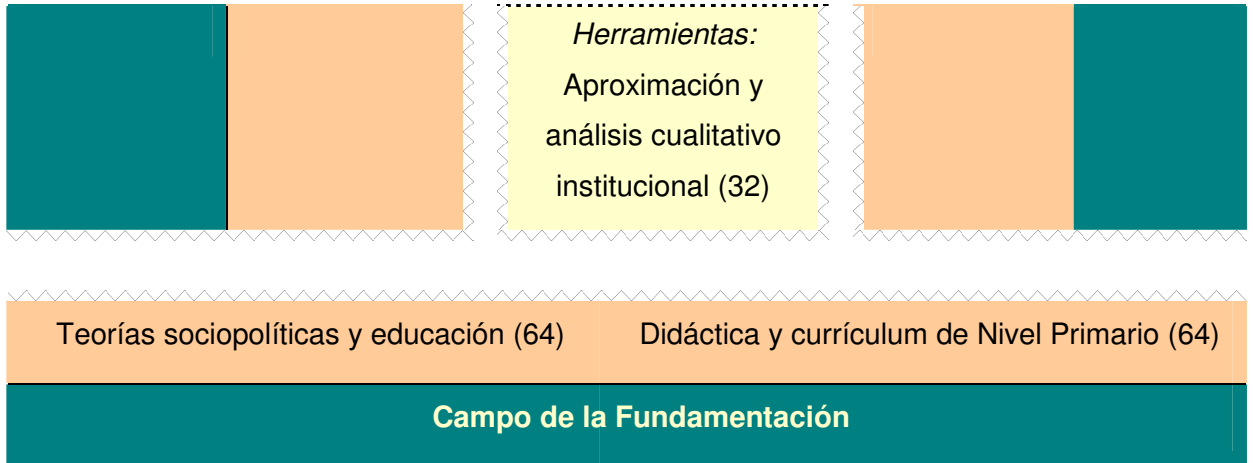 Herramientas:
Aproximación y
análisis cualitativo
institucional (32)
Teorías sociopolíticas y educación (64)
Didáctica y currículum de Nivel Primario (64)
Campo de la Fundamentación